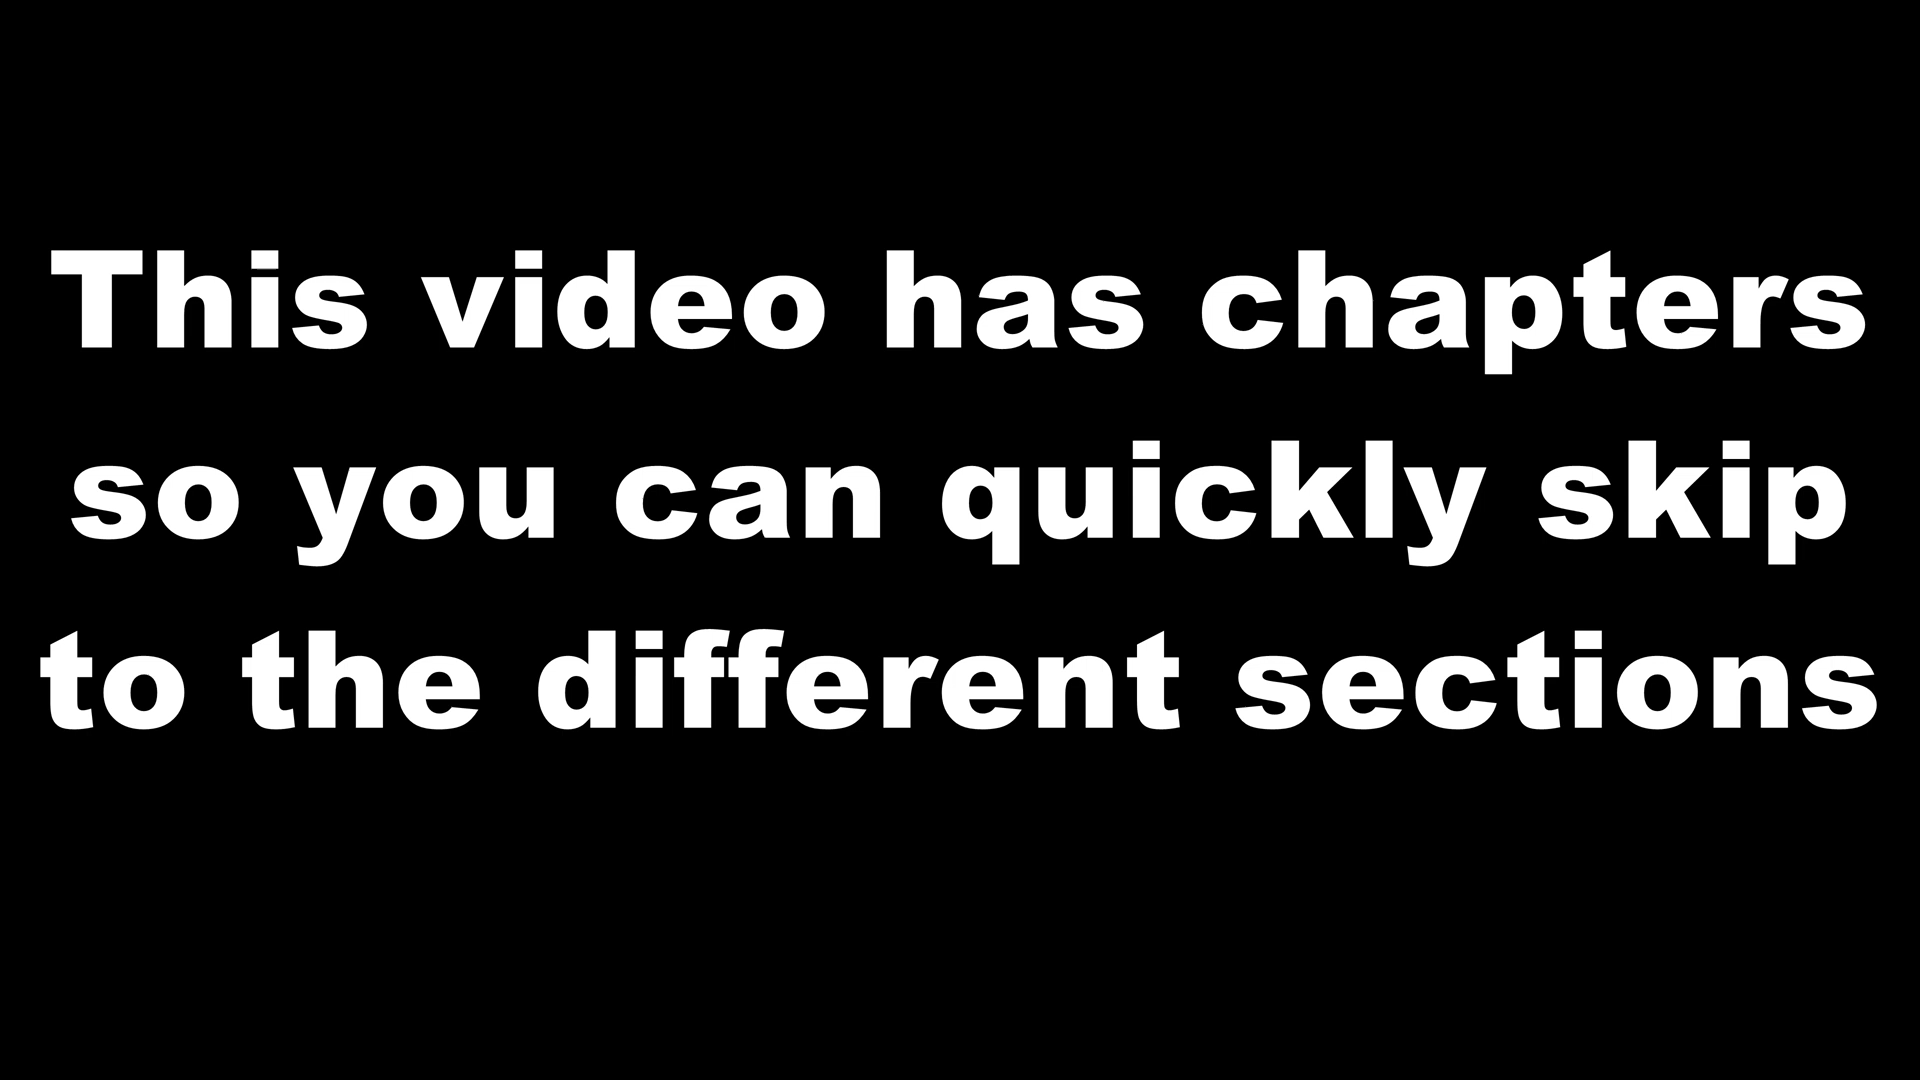 This video has chapters
so you can quickly skip
to the different sections